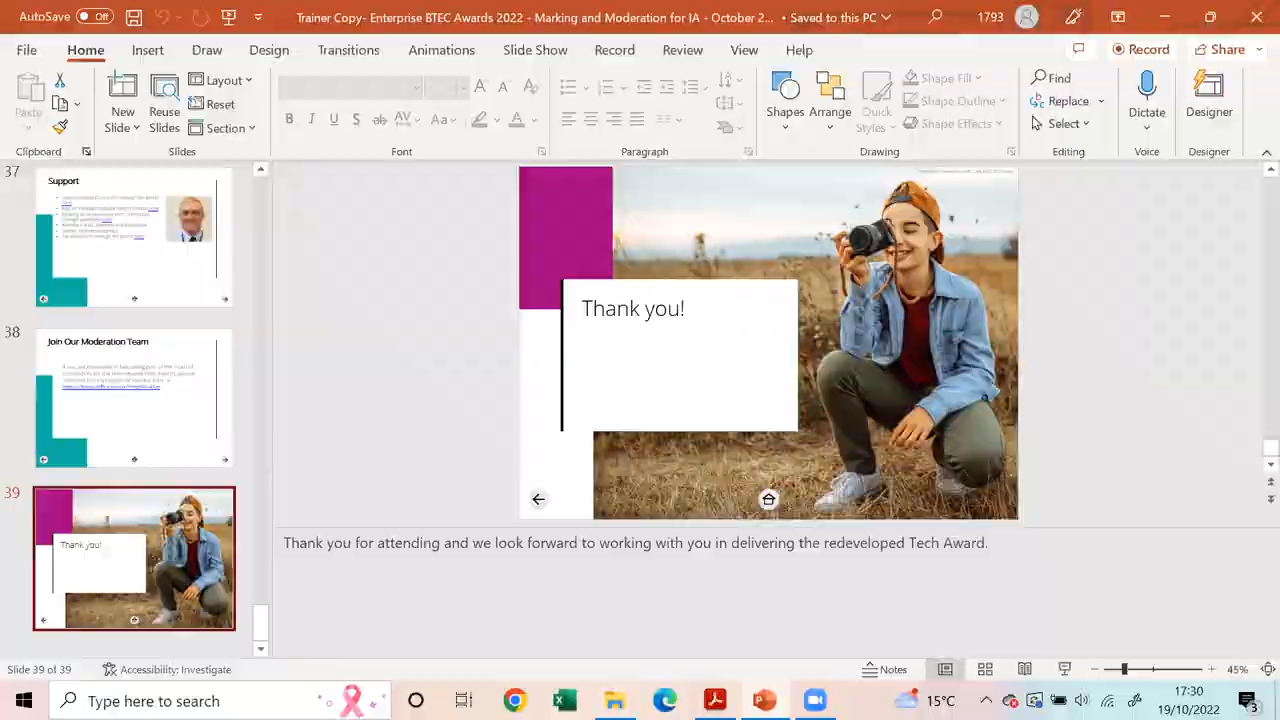 AutoSave Off
Trainer Copy- Enterprise BTEC Awards 2022 - Marking and Moderation for IA - October 2... • Saved to this PC
1793
File Home Insert Draw Design Transitions Animations Slide Show Record Review View Help
Record Share
Paste
New Slide
Reuse Slides
Layout
Reset
Section
Shapes
Arrange
Quick Styles
Shape Fill
Shape Outline
Shape Effects
Find
Replace
Select
Dictate
Designer
Clipboard Slides Font Paragraph Drawing Editing Voice Designer
37
Support
38
Join Our Moderation Team
39
Thank you!
Thank you!
Thank you for attending and we look forward to working with you in delivering the redeveloped Tech Award.
Slide 39 of 39 Accessibility: Investigate Notes 45%
Type here to search
15°C
17:30
19/10/2022
3